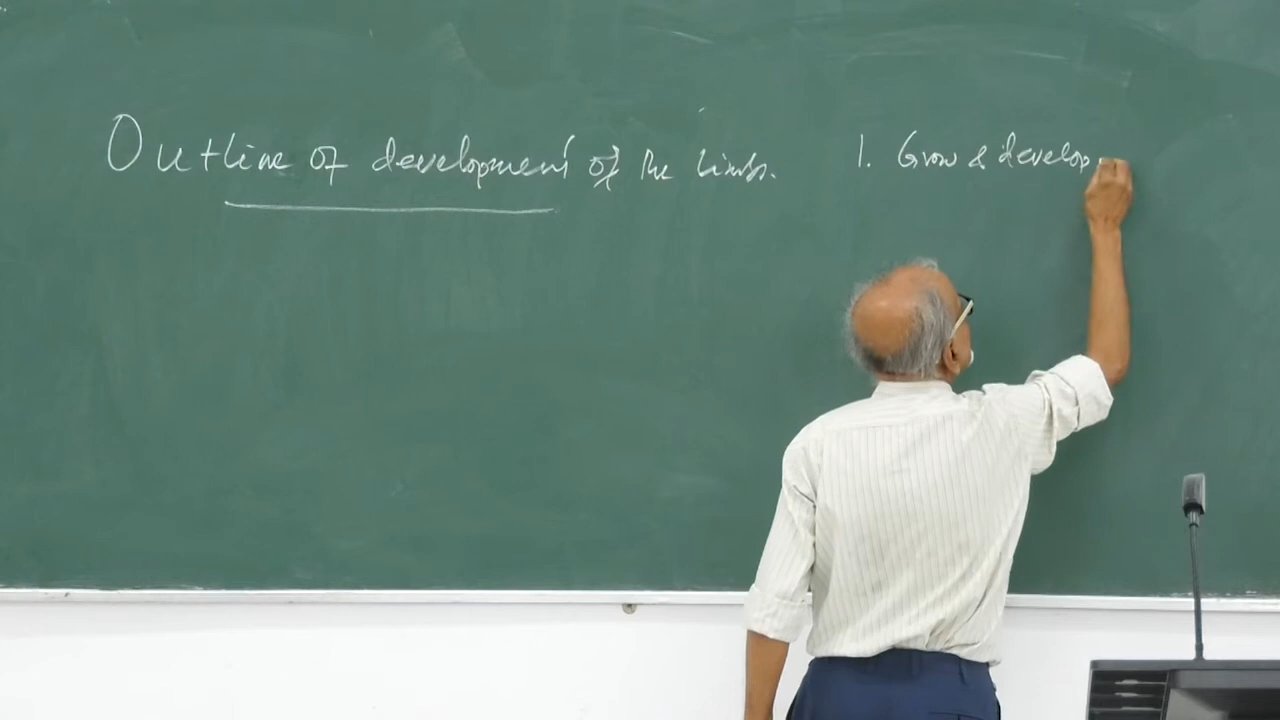 Outline of development of the limbs.
1. Grow & develop